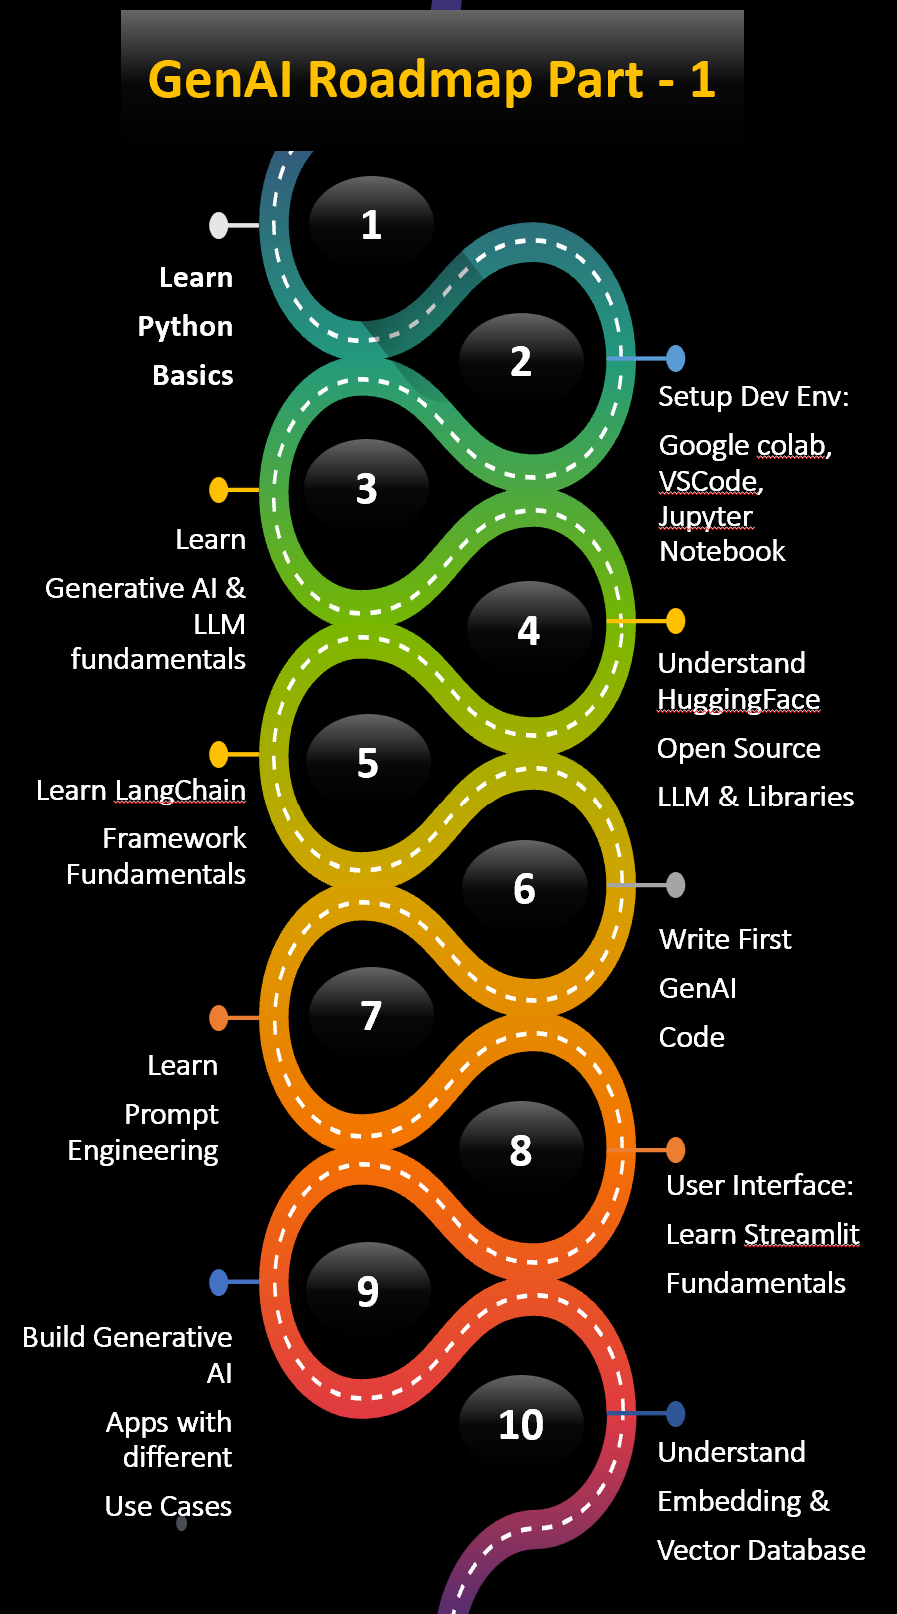 GenAI Roadmap Part - 1
1
Learn
Python
Basics
2
Setup Dev Env:
Google colab,
VSCode,
Jupyter
Notebook
3
Learn
Generative AI &
LLM
fundamentals
4
Understand
HuggingFace
Open Source
LLM & Libraries
5
Learn LangChain
Framework
Fundamentals
6
Write First
GenAI
Code
7
Learn
Prompt
Engineering
8
User Interface:
Learn Streamlit
Fundamentals
9
Build Generative
AI
Apps with
different
Use Cases
10
Understand
Embedding &
Vector Database